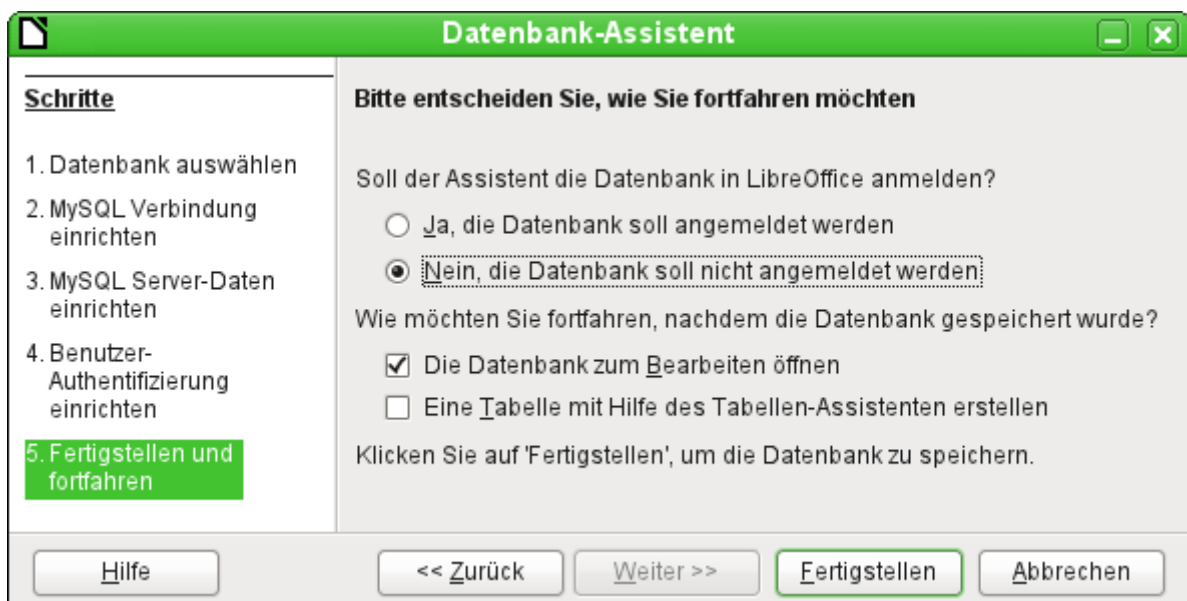 Datenbank-Assistent
Schritte
1. Datenbank auswählen
2. MySQL Verbindung
einrichten
3. MySQL Server-Daten
einrichten
4. Benutzer-
Authentifizierung
einrichten
5. Fertigstellen und
fortfahren
Bitte entscheiden Sie, wie Sie fortfahren möchten
Soll der Assistent die Datenbank in LibreOffice anmelden?
Ja, die Datenbank soll angemeldet werden
Nein, die Datenbank soll nicht angemeldet werden
Wie möchten Sie fortfahren, nachdem die Datenbank gespeichert wurde?
Die Datenbank zum Bearbeiten öffnen
Eine Tabelle mit Hilfe des Tabellen-Assistenten erstellen
Klicken Sie auf 'Fertigstellen', um die Datenbank zu speichern.
Hilfe
<< Zurück
Weiter >>
Fertigstellen
Abbrechen